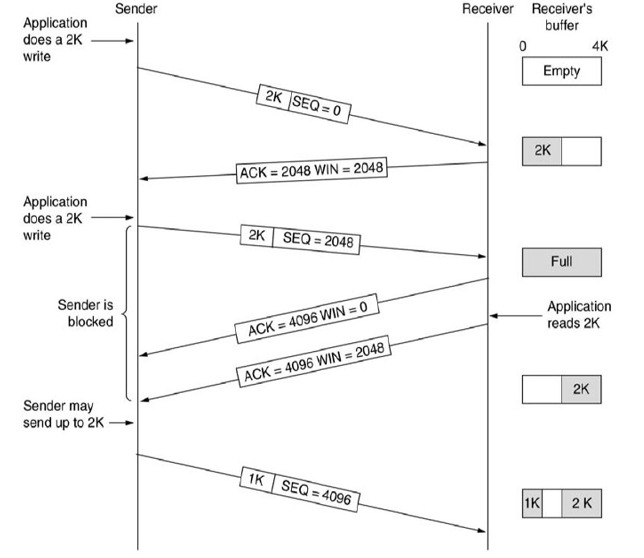 Sender
Receiver
Receiver's
buffer
Application
does a 2K
write
0 4K
Empty
2K SEQ = 0
2K
ACK = 2048 WIN = 2048
Application
does a 2K
write
2K SEQ = 2048
Full
Sender is
blocked
ACK = 4096 WIN = 0
Application
reads 2K
ACK = 4096 WIN = 2048
2K
Sender may
send up to 2K
1K SEQ = 4096
1K 2 K